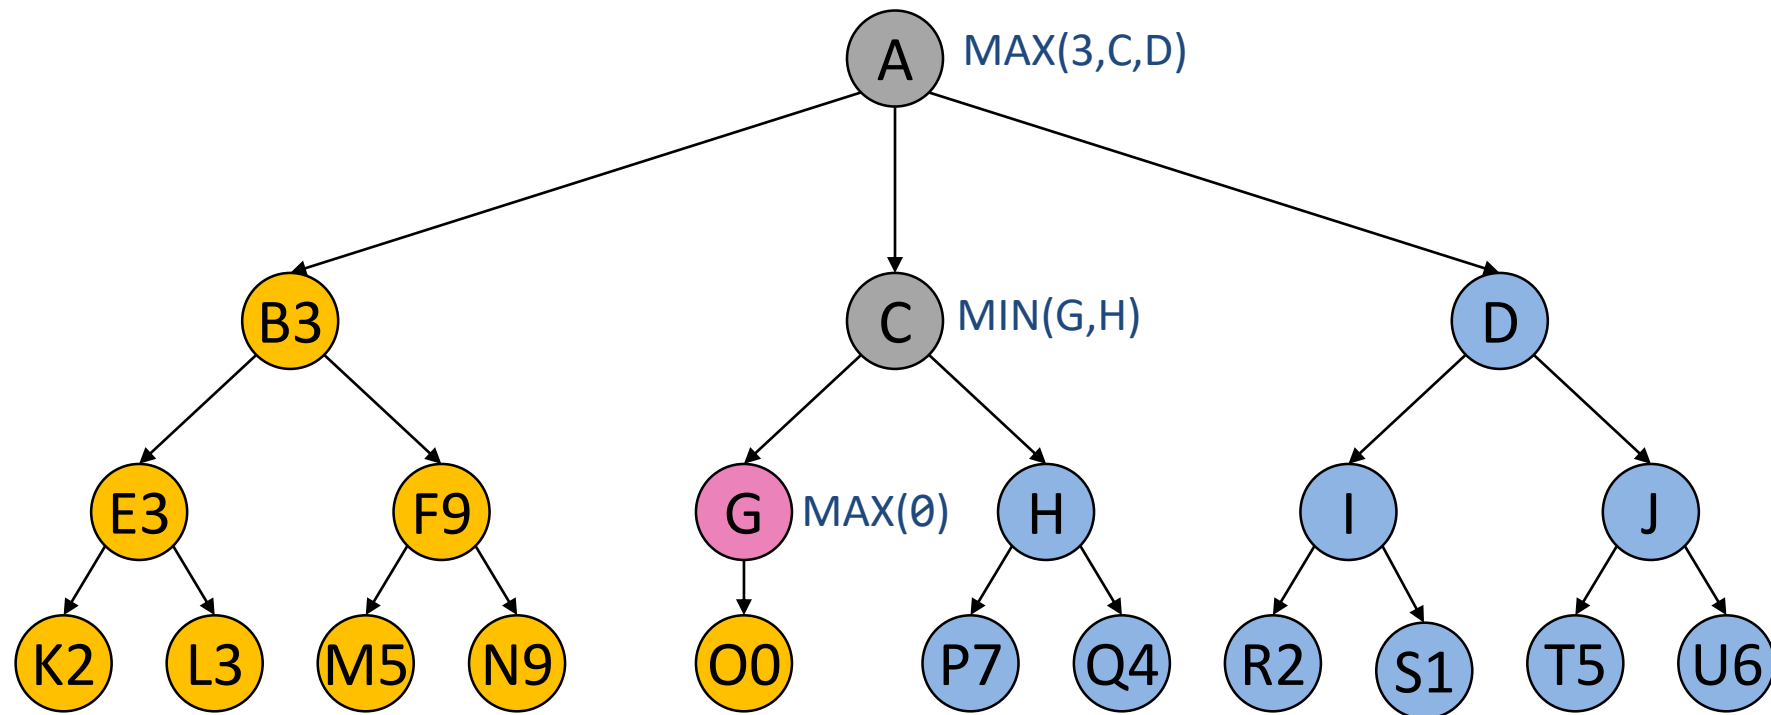 A MAX(3,C,D)
B3
C MIN(G,H)
D
E3
F9
G MAX(0)
H
I
J
K2
L3
M5
N9
O0
P7
Q4
R2
S1
T5
U6